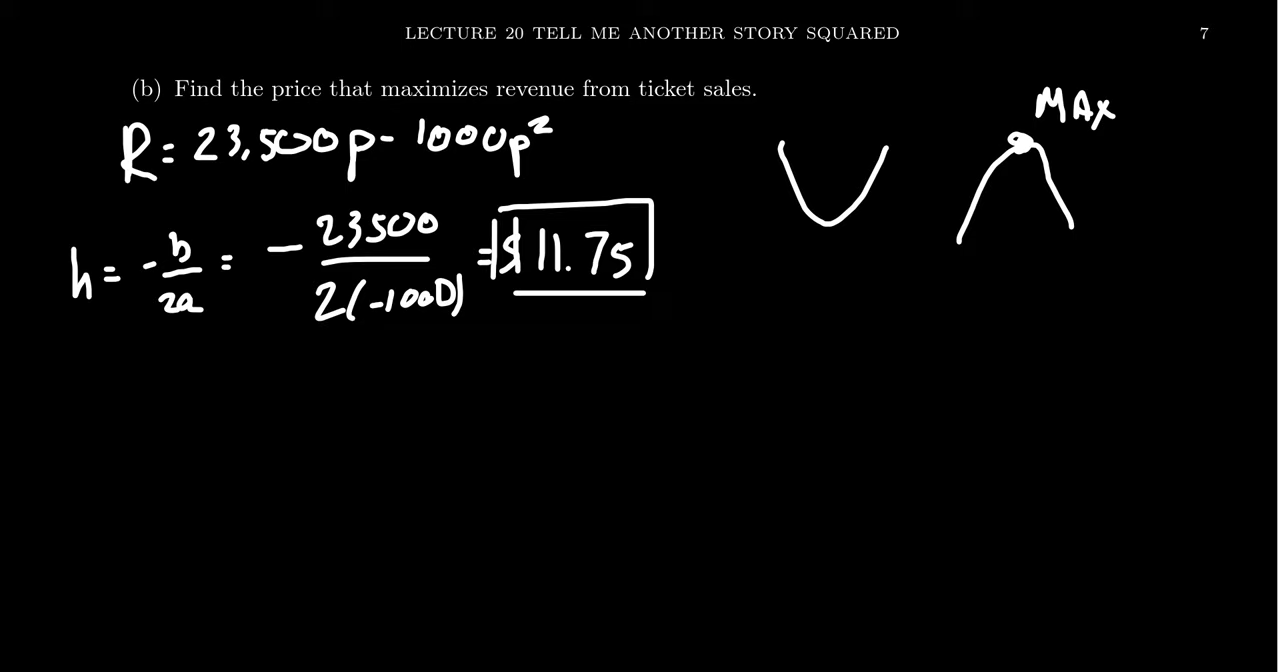 LECTURE 20 TELL ME ANOTHER STORY SQUARED 7
(b) Find the price that maximizes revenue from ticket sales.
MAX
R = 23,500p - 1000p²
h = -b/2a = - 23500/2(-1000) = $11.75